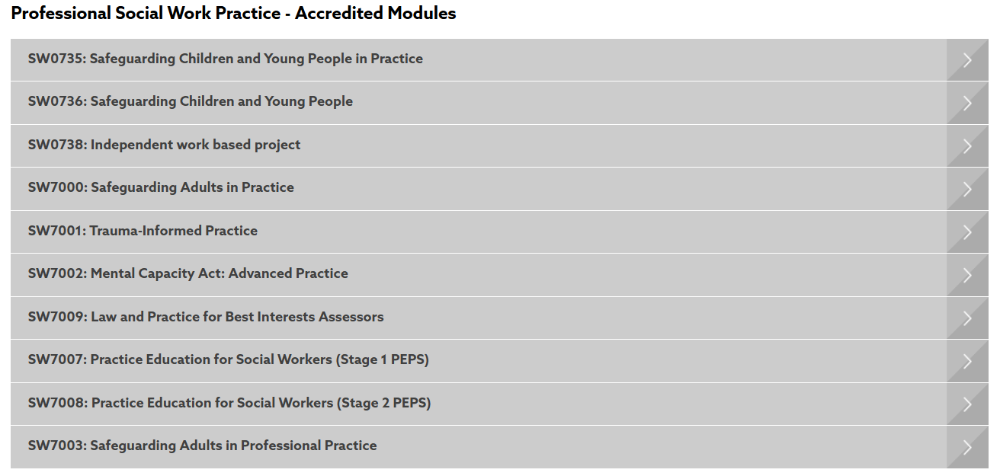 Professional Social Work Practice - Accredited Modules
SW0735: Safeguarding Children and Young People in Practice
SW0736: Safeguarding Children and Young People
SW0738: Independent work based project
SW7000: Safeguarding Adults in Practice
SW7001: Trauma-Informed Practice
SW7002: Mental Capacity Act: Advanced Practice
SW7009: Law and Practice for Best Interests Assessors
SW7007: Practice Education for Social Workers (Stage 1 PEPS)
SW7008: Practice Education for Social Workers (Stage 2 PEPS)
SW7003: Safeguarding Adults in Professional Practice